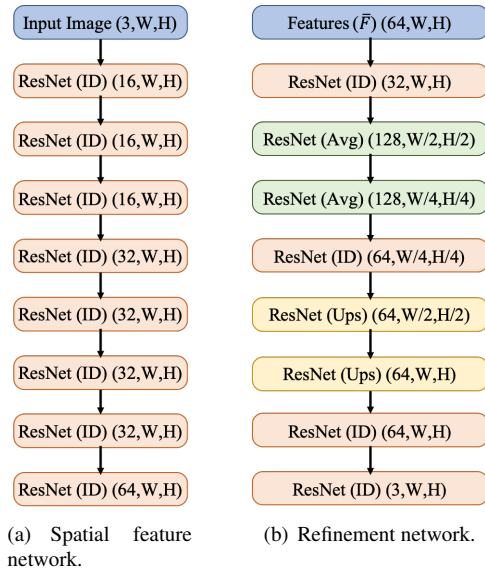 Input Image (3,W,H)
ResNet (ID) (16,W,H)
ResNet (ID) (16,W,H)
ResNet (ID) (16,W,H)
ResNet (ID) (32,W,H)
ResNet (ID) (32,W,H)
ResNet (ID) (32,W,H)
ResNet (ID) (32,W,H)
ResNet (ID) (64,W,H)
(a) Spatial feature
network.
Features (F̄) (64,W,H)
ResNet (ID) (32,W,H)
ResNet (Avg) (128,W/2,H/2)
ResNet (Avg) (128,W/4,H/4)
ResNet (ID) (64,W/4,H/4)
ResNet (Ups) (64,W/2,H/2)
ResNet (Ups) (64,W,H)
ResNet (ID) (64,W,H)
ResNet (ID) (3,W,H)
(b) Refinement network.